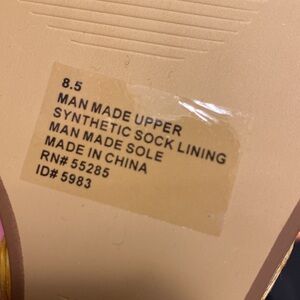 8.5
MAN MADE UPPER
SYNTHETIC SOCK LINING
MAN MADE SOLE
MADE IN CHINA
RN# 55285
ID# 5983